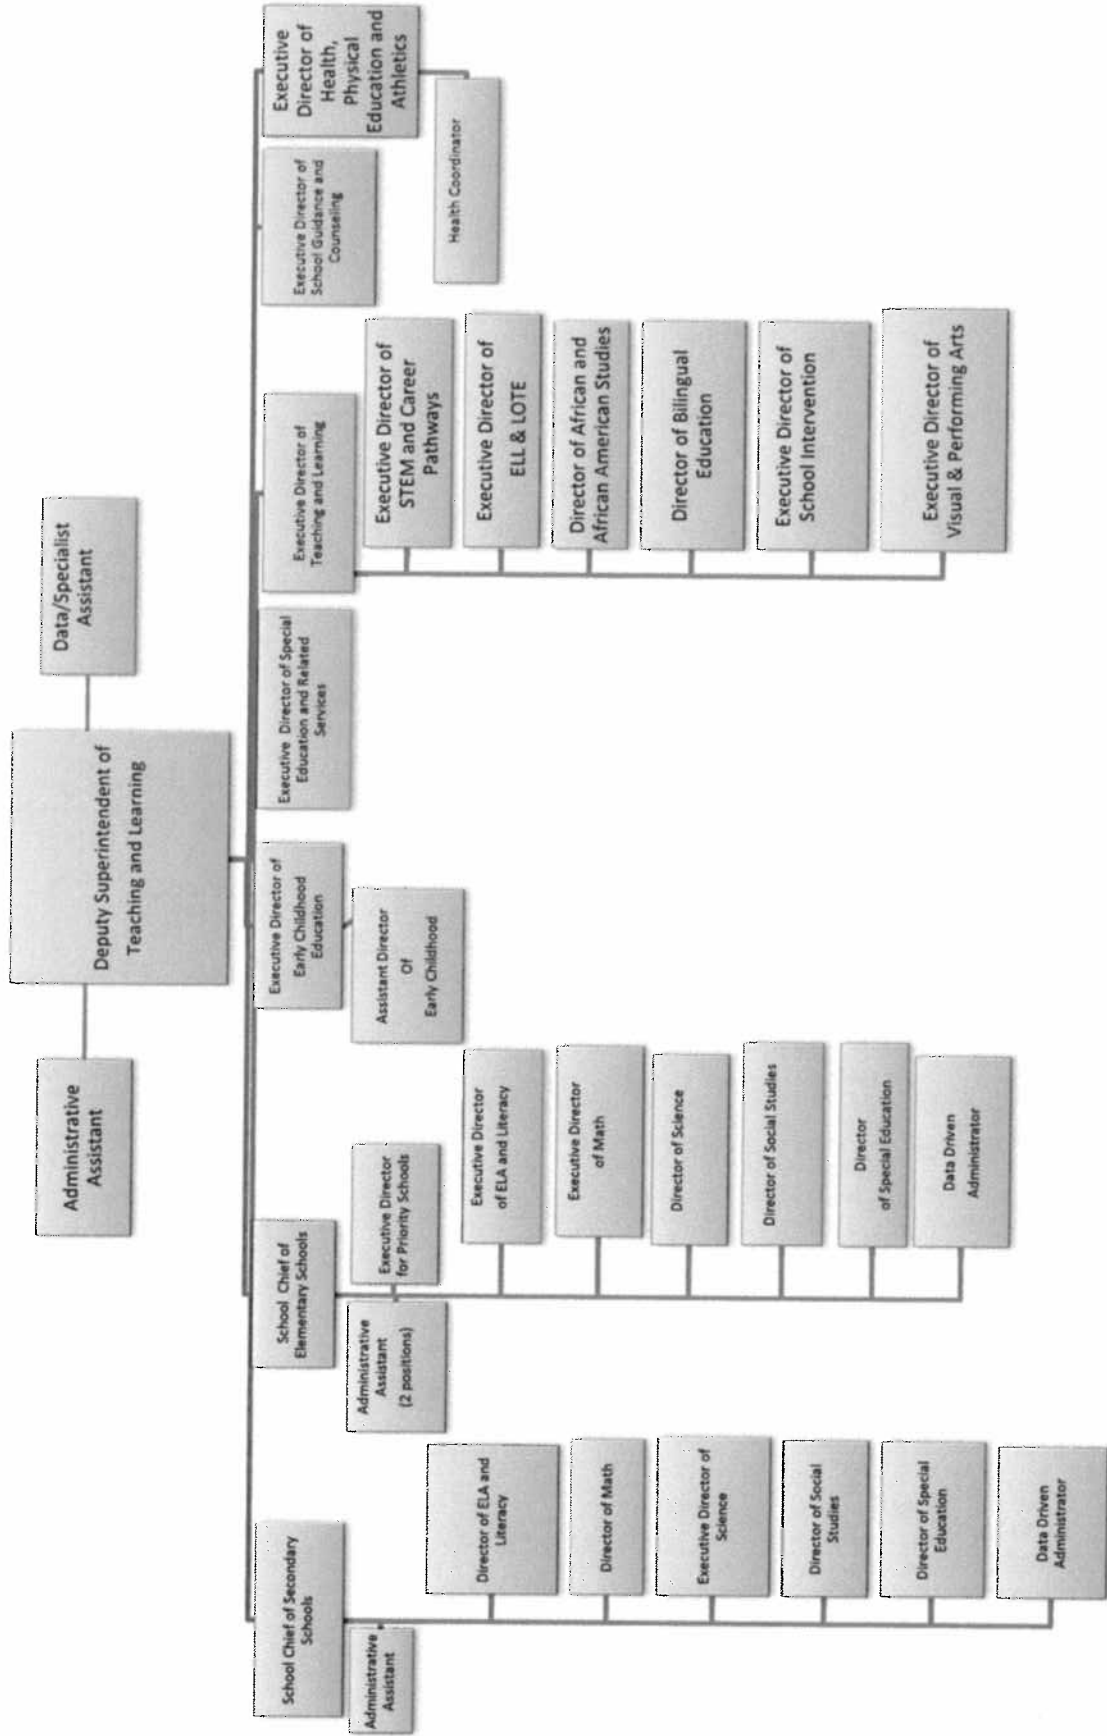 Deputy Superintendent of
Teaching and Learning
Administrative
Assistant
Data/Specialist
Assistant
School Chief of Secondary
Schools
Administrative
Assistant
Director of ELA and
Literacy
Director of Math
Executive Director of
Science
Director of Social
Studies
Director of Special
Education
Data Driven
Administrator
School Chief of
Elementary Schools
Administrative
Assistant
(2 positions)
Executive Director
for Priority Schools
Executive Director
of ELA and Literacy
Executive Director
of Math
Director of Science
Director of Social Studies
Director
of Special Education
Data Driven
Administrator
Executive Director of
Early Childhood
Education
Assistant Director
Of
Early Childhood
Executive Director of Special
Education and Related
Services
Executive Director of
Teaching and Learning
Executive Director of
STEM and Career
Pathways
Executive Director of
ELL & LOTE
Director of African and
African American Studies
Director of Bilingual
Education
Executive Director of
School Intervention
Executive Director of
Visual & Performing Arts
Executive Director of
School Guidance and
Counseling
Executive
Director of
Health,
Physical
Education and
Athletics
Health Coordinator